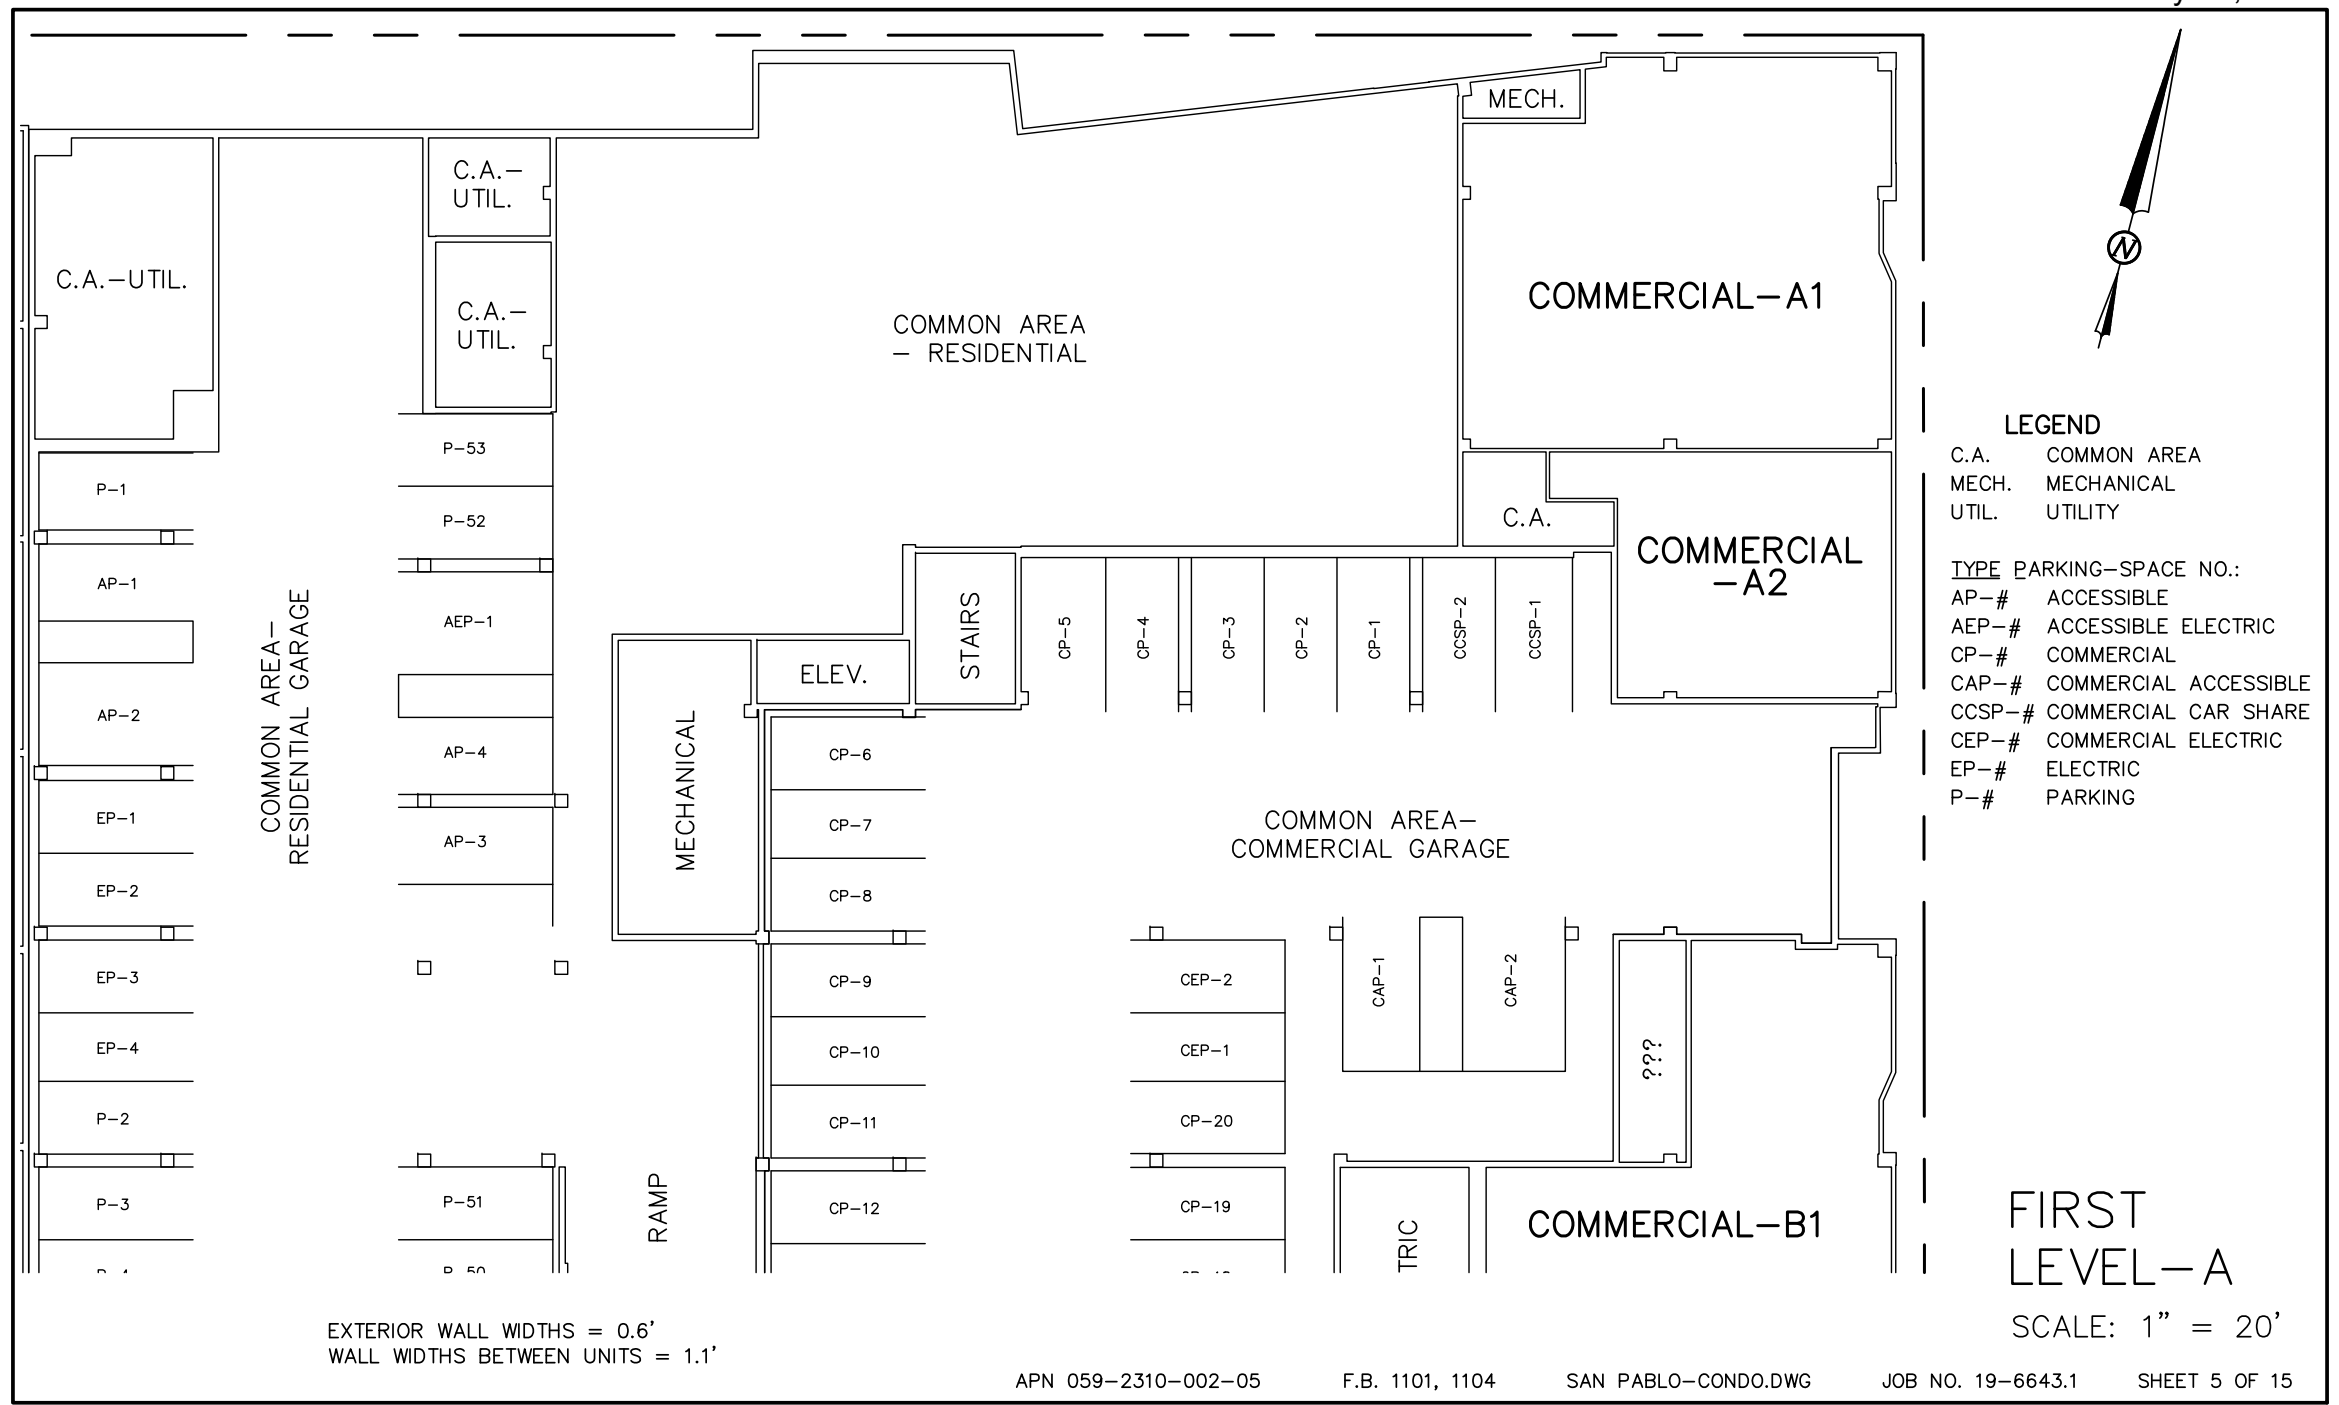 MECH.
C.A.-
UTIL.
C.A.-UTIL.
C.A.-
UTIL.
COMMON AREA
- RESIDENTIAL
COMMERCIAL-A1
N
LEGEND
C.A. COMMON AREA
MECH. MECHANICAL
UTIL. UTILITY
TYPE PARKING-SPACE NO.:
AP-# ACCESSIBLE
AEP-# ACCESSIBLE ELECTRIC
CP-# COMMERCIAL
CAP-# COMMERCIAL ACCESSIBLE
CCSP-# COMMERCIAL CAR SHARE
CEP-# COMMERCIAL ELECTRIC
EP-# ELECTRIC
P-# PARKING
P-53
P-52
AEP-1
AP-4
AP-3
P-51
P-1
AP-1
AP-2
EP-1
EP-2
EP-3
EP-4
P-2
P-3
COMMON AREA-
RESIDENTIAL GARAGE
C.A.
COMMERCIAL
-A2
STAIRS
ELEV.
MECHANICAL
RAMP
CP-5
CP-4
CP-3
CP-2
CP-1
CCSP-2
CCSP-1
CP-6
CP-7
CP-8
CP-9
CP-10
CP-11
CP-12
COMMON AREA-
COMMERCIAL GARAGE
CEP-2
CEP-1
CP-20
CP-19
CAP-1
CAP-2
???
TRIC
COMMERCIAL-B1
FIRST
LEVEL-A
SCALE: 1" = 20'
EXTERIOR WALL WIDTHS = 0.6'
WALL WIDTHS BETWEEN UNITS = 1.1'
APN 059-2310-002-05 F.B. 1101, 1104 SAN PABLO-CONDO.DWG JOB NO. 19-6643.1 SHEET 5 OF 15